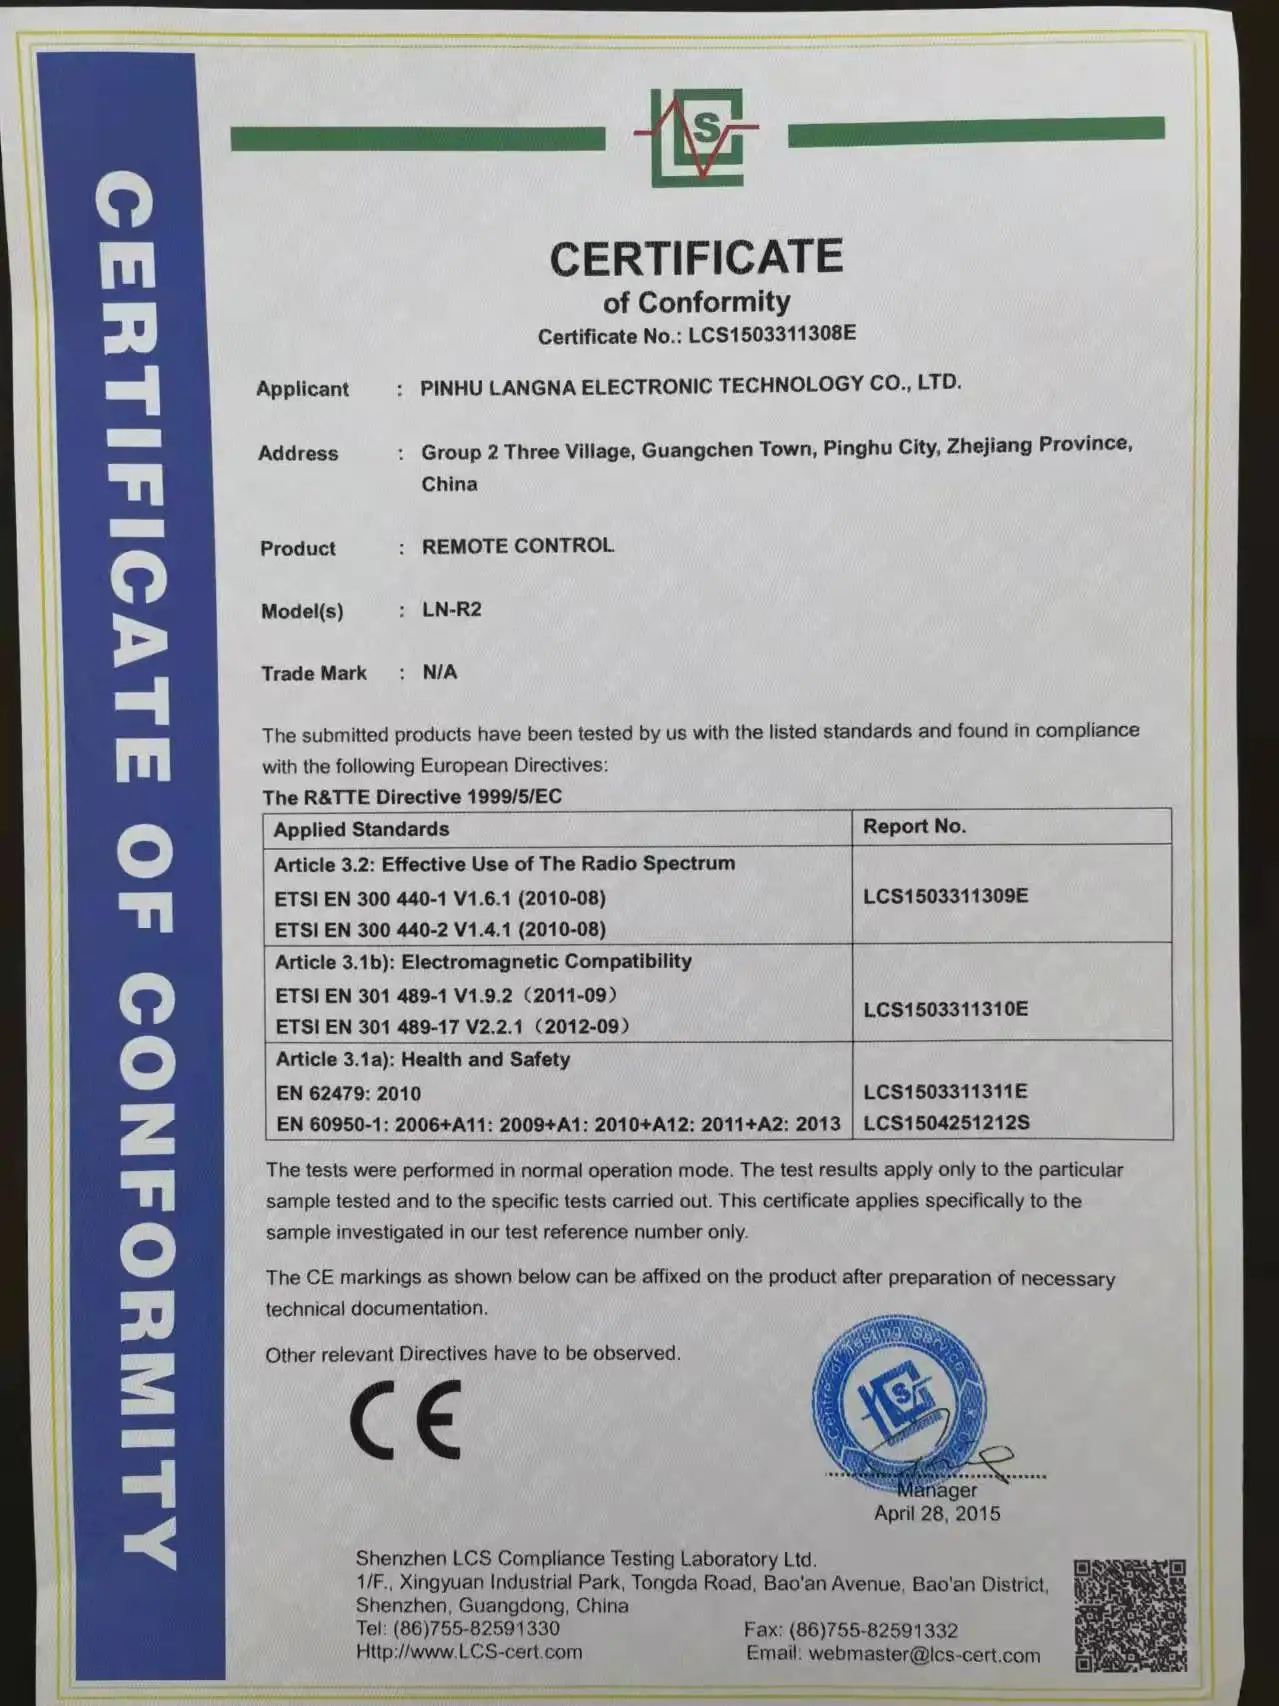 CERTIFICATE OF CONFORMITY
LCS
CERTIFICATE
of Conformity
Certificate No.: LCS1503311308E
Applicant : PINHU LANGNA ELECTRONIC TECHNOLOGY CO., LTD.
Address : Group 2 Three Village, Guangchen Town, Pinghu City, Zhejiang Province,
China
Product : REMOTE CONTROL
Model(s) : LN-R2
Trade Mark : N/A
The submitted products have been tested by us with the listed standards and found in compliance
with the following European Directives:
The R&TTE Directive 1999/5/EC
Applied Standards Report No.
Article 3.2: Effective Use of The Radio Spectrum
ETSI EN 300 440-1 V1.6.1 (2010-08) LCS1503311309E
ETSI EN 300 440-2 V1.4.1 (2010-08)
Article 3.1b): Electromagnetic Compatibility
ETSI EN 301 489-1 V1.9.2（2011-09）
LCS1503311310E
ETSI EN 301 489-17 V2.2.1（2012-09）
Article 3.1a): Health and Safety
EN 62479: 2010 LCS1503311311E
EN 60950-1: 2006+A11: 2009+A1: 2010+A12: 2011+A2: 2013 LCS1504251212S
The tests were performed in normal operation mode. The test results apply only to the particular
sample tested and to the specific tests carried out. This certificate applies specifically to the
sample investigated in our test reference number only.
The CE markings as shown below can be affixed on the product after preparation of necessary
technical documentation.
Other relevant Directives have to be observed.
CE
Centre of Testing Service
LCS
Manager
April 28, 2015
Shenzhen LCS Compliance Testing Laboratory Ltd.
1/F., Xingyuan Industrial Park, Tongda Road, Bao'an Avenue, Bao'an District,
Shenzhen, Guangdong, China
Tel: (86)755-82591330 Fax: (86)755-82591332
Http://www.LCS-cert.com Email: webmaster@lcs-cert.com